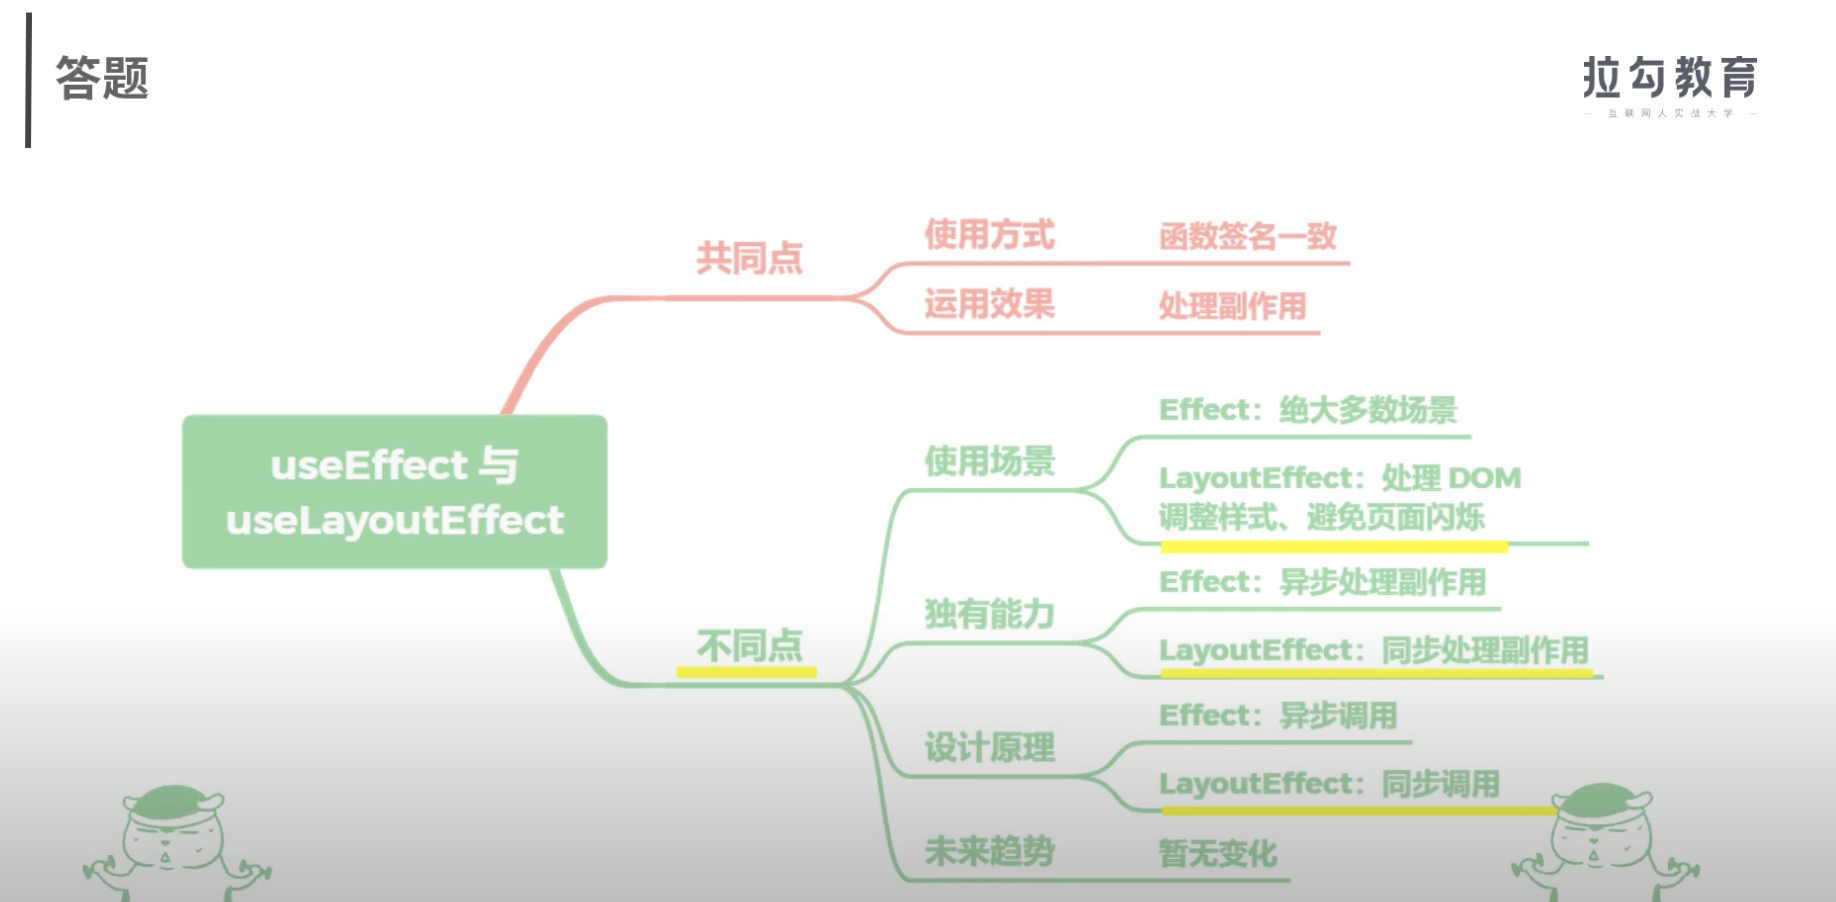 答题
拉勾教育
— 互联网人实战大学 —
共同点
使用方式
函数签名一致
运用效果
处理副作用
useEffect 与
useLayoutEffect
不同点
使用场景
Effect：绝大多数场景
LayoutEffect：处理 DOM
调整样式、避免页面闪烁
独有能力
Effect：异步处理副作用
LayoutEffect：同步处理副作用
设计原理
Effect：异步调用
LayoutEffect：同步调用
未来趋势
暂无变化